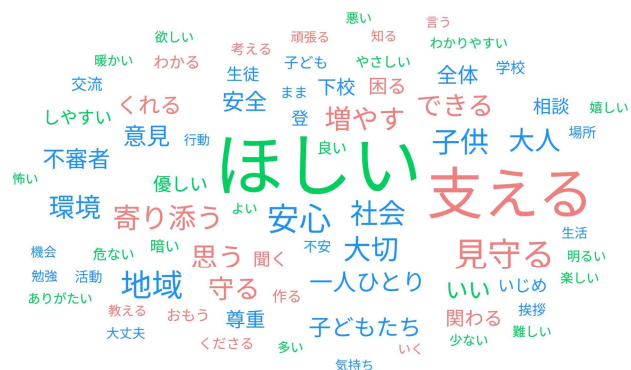 悪い
言う
欲しい
頑張る
知る
考える
わかりやすい
暖かい
わかる
子ども
やさしい
学校
生徒
全体
交流
まま
下校
困る
くれる
安全
できる
相談
嬉しい
しやすい
登
増やす
意見
行動
子供
大人
場所
ほしい
良い
不審者
怖い
優しい
支える
環境
よい
寄り添う
安心
社会
生活
機会
危ない
暗い
思う
聞く
不安
大切
見守る
明るい
勉強
活動
地域
守る
一人ひとり
いい
いじめ
楽しい
ありがたい
作る
教える
おもう
尊重
子どもたち
関わる
挨拶
大丈夫
くださる
多い
いく
少ない
難しい
気持ち